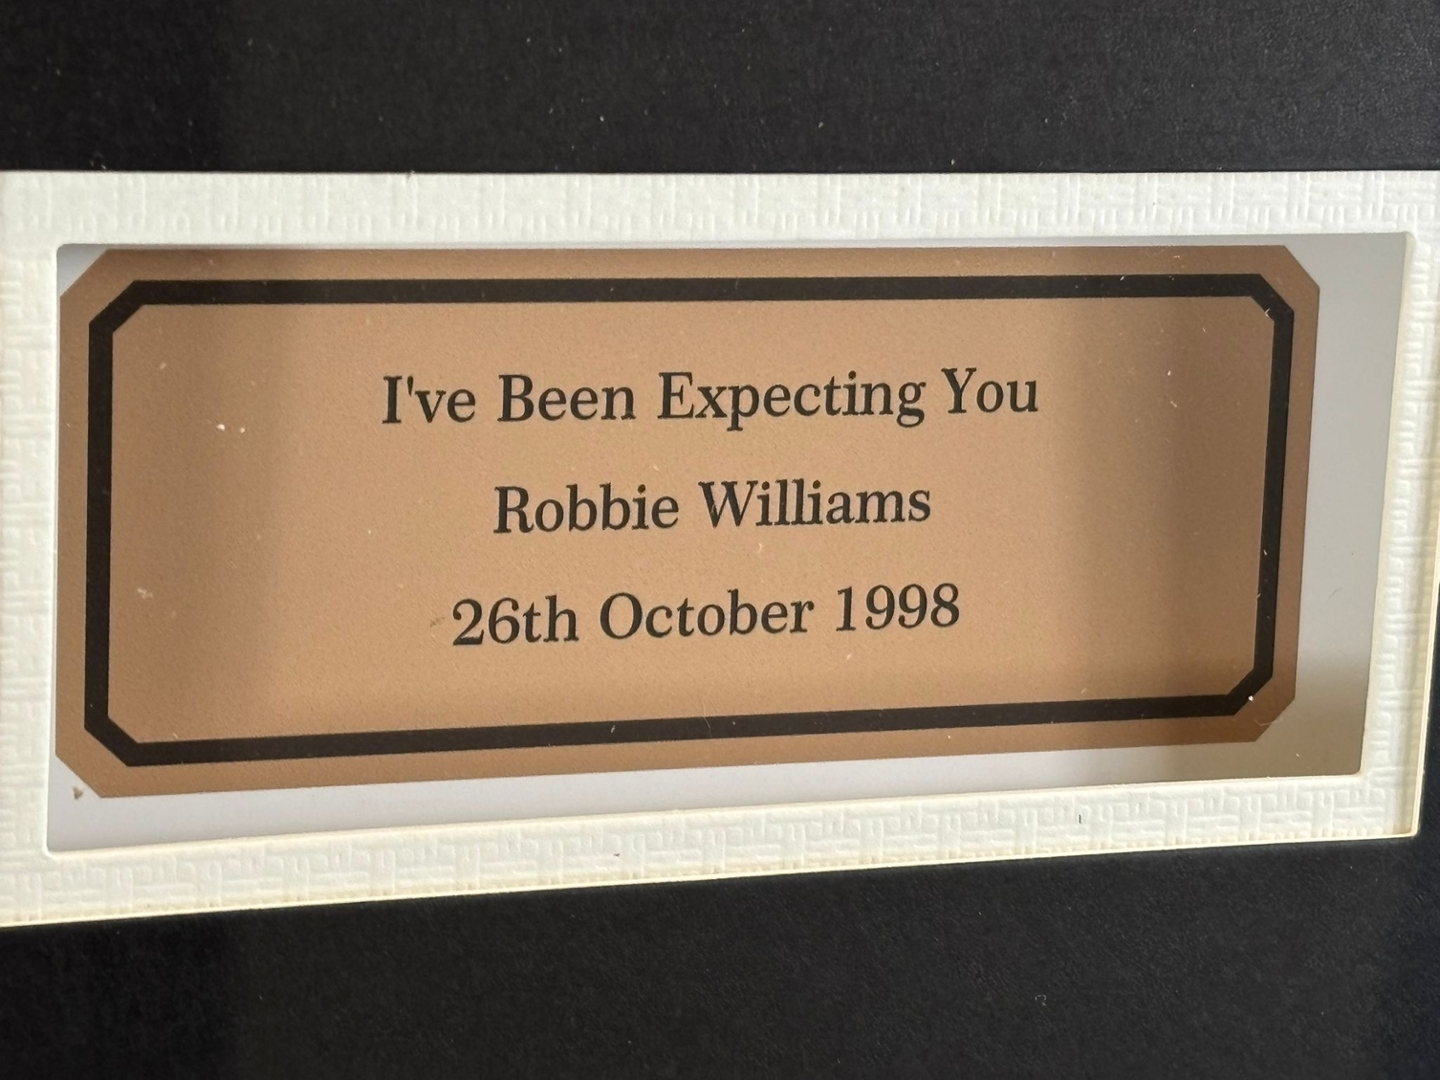 I've Been Expecting You
Robbie Williams
26th October 1998